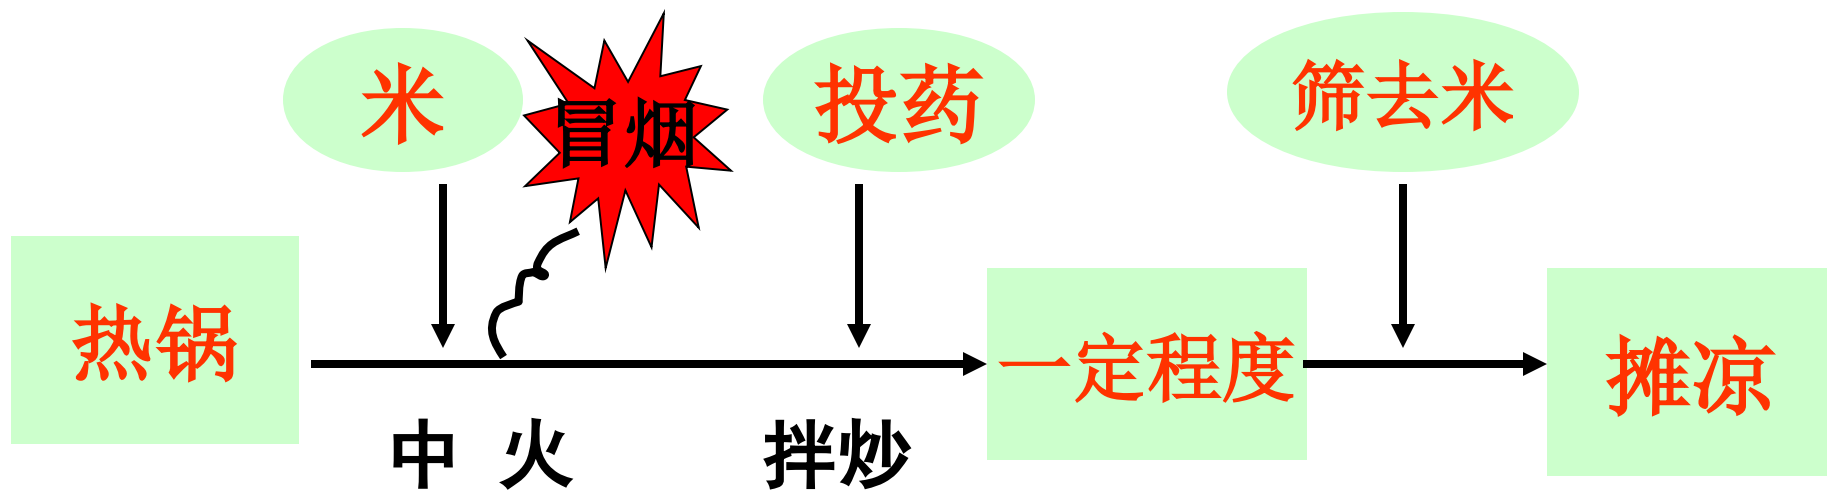 米
冒烟
投药
筛去米
热锅
一定程度
摊凉
中 火
拌炒